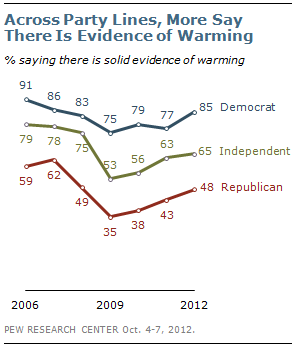 Across Party Lines, More Say
There Is Evidence of Warming
% saying there is solid evidence of warming
91 86 83 75 79 77 85 Democrat
79 78 75 53 56 63 65 Independent
59 62 49 35 38 43 48 Republican
2006 2009 2012
PEW RESEARCH CENTER Oct. 4-7, 2012.